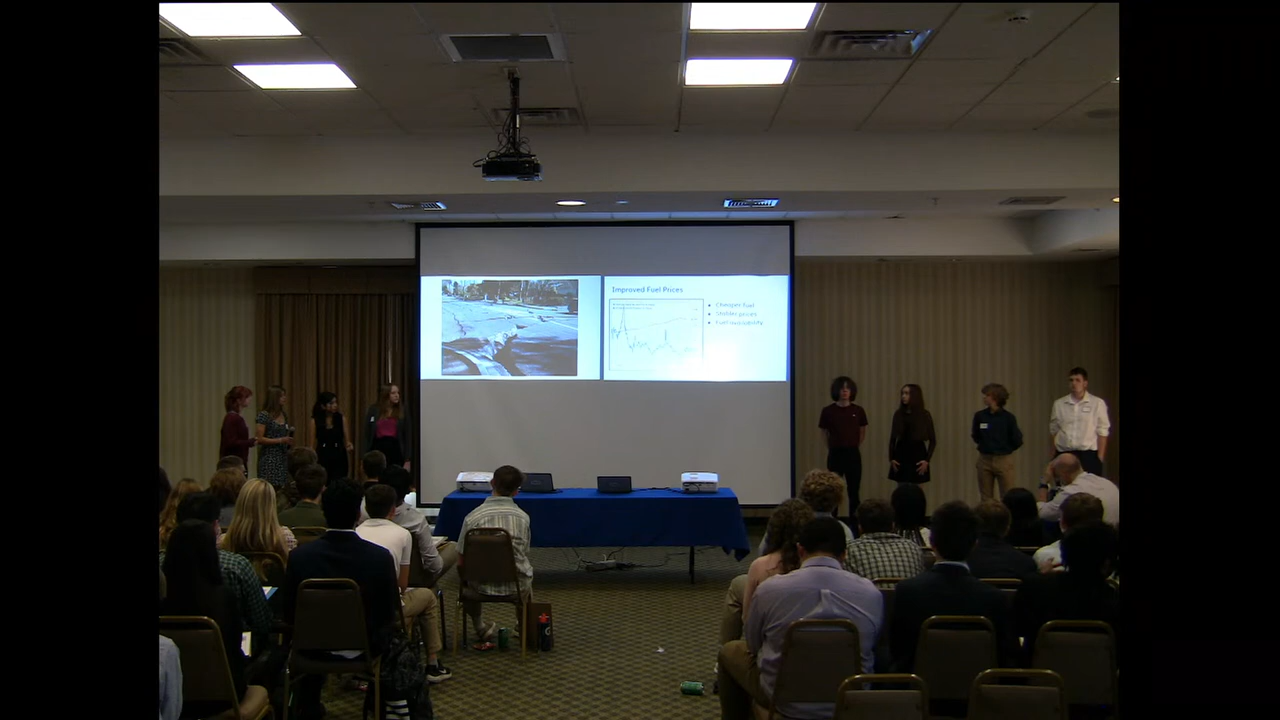 Improved Fuel Prices
Cheaper fuel
Stabler prices
Fuel availability